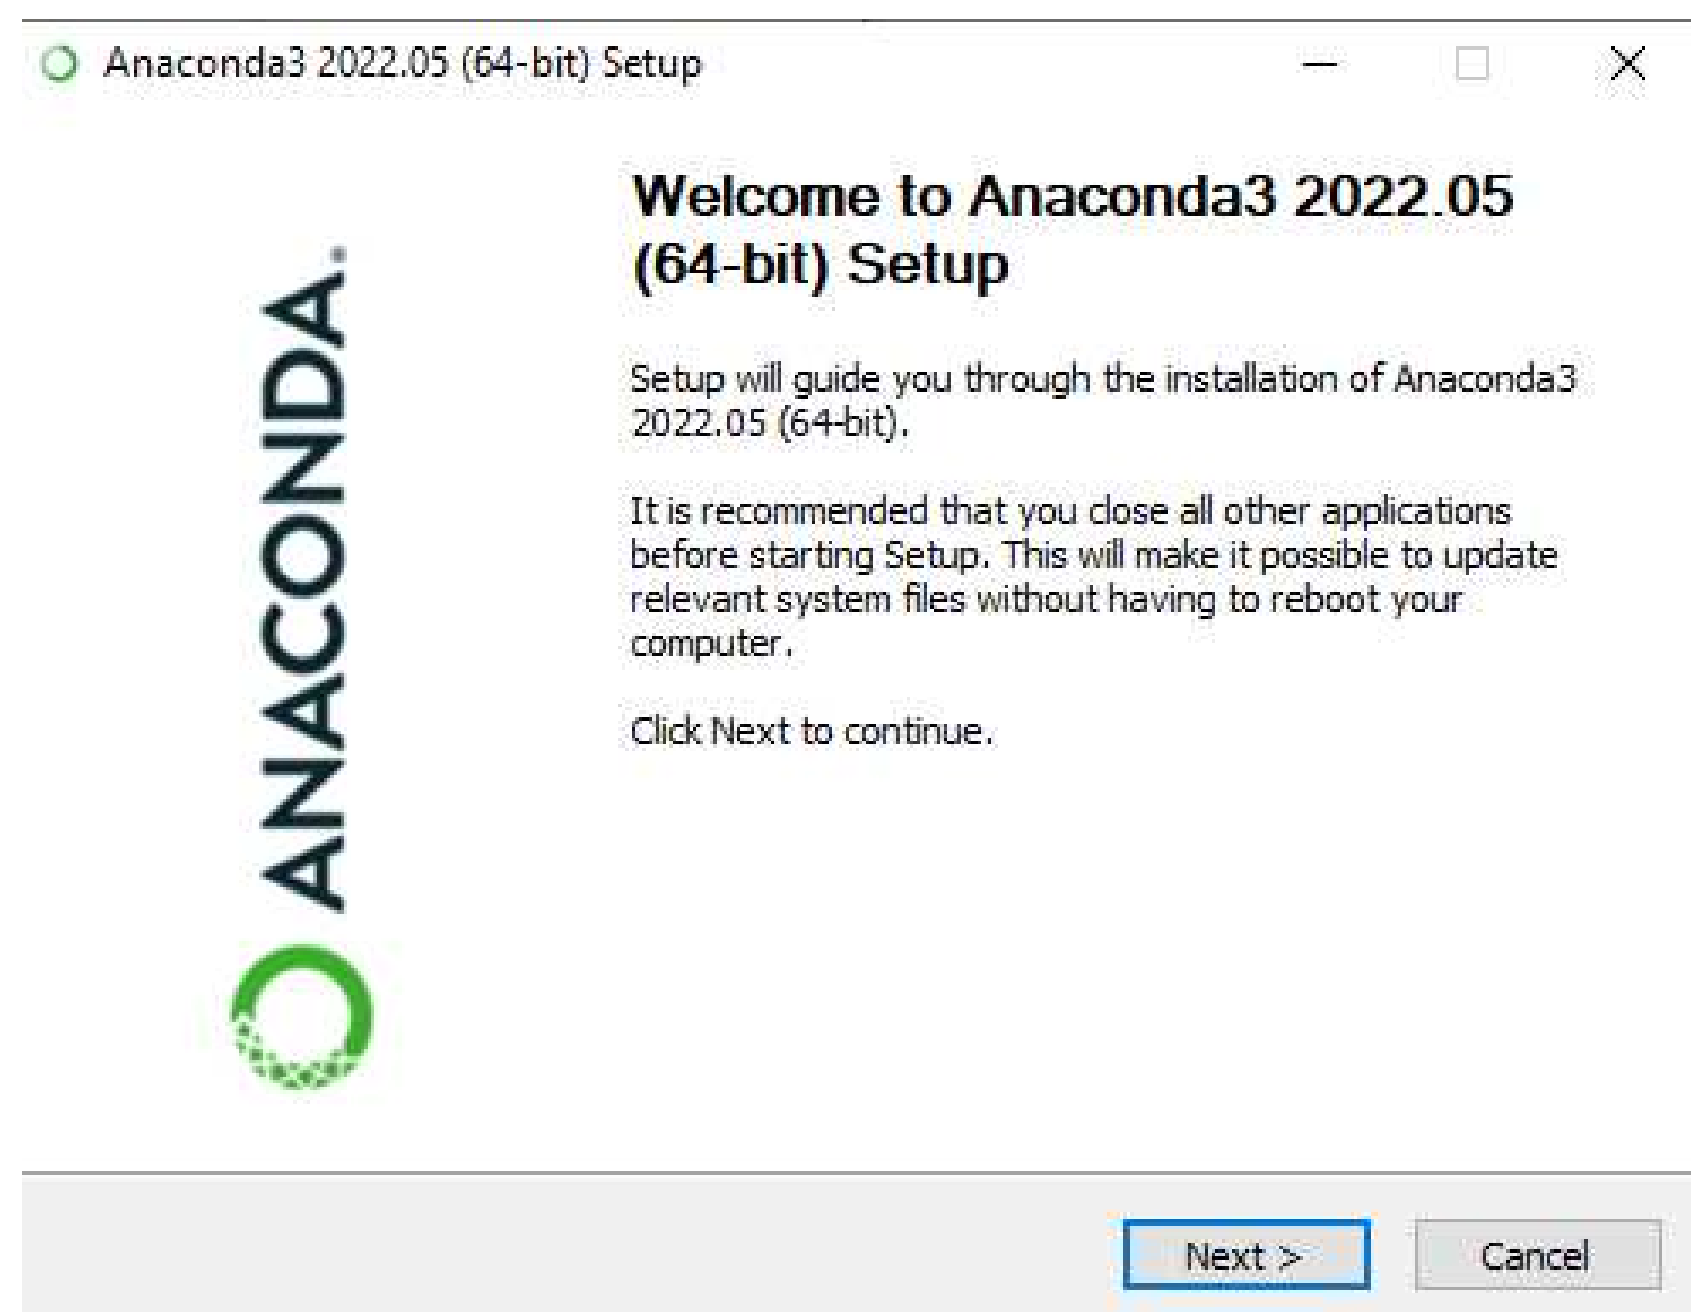 Anaconda3 2022.05 (64-bit) Setup
ANACONDA.
Welcome to Anaconda3 2022.05
(64-bit) Setup
Setup will guide you through the installation of Anaconda3
2022.05 (64-bit).
It is recommended that you close all other applications
before starting Setup. This will make it possible to update
relevant system files without having to reboot your
computer.
Click Next to continue.
Next >
Cancel